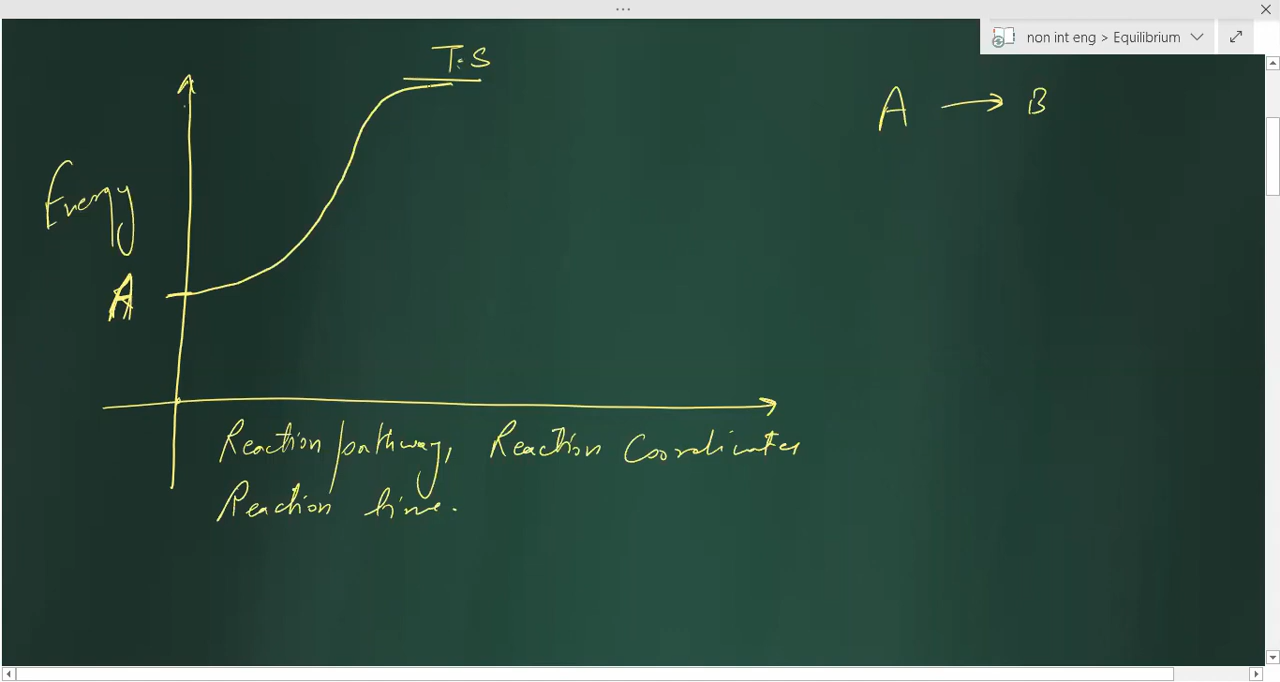 non int eng > Equilibrium
T.S
A → B
Energy
A
Reaction pathway, Reaction Coordinates
Reaction time.